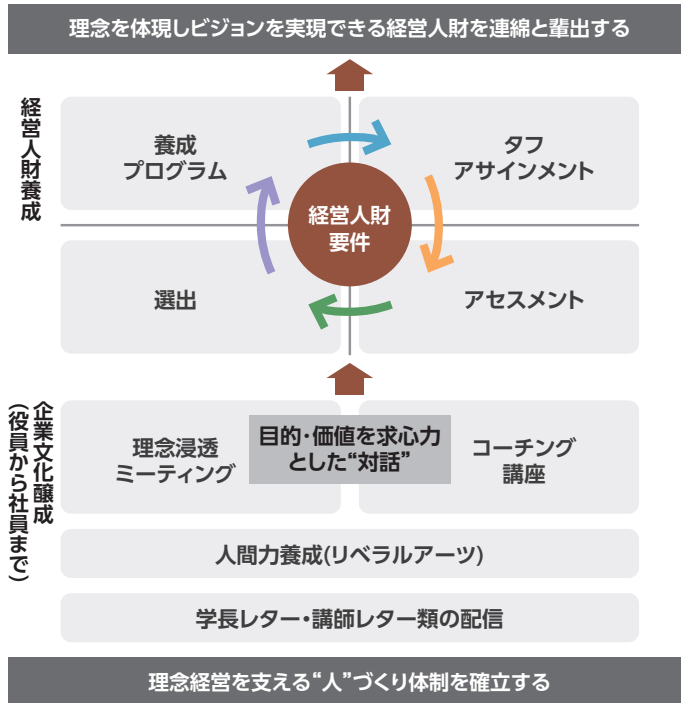 理念を体現しビジョンを実現できる経営人財を連綿と輩出する
経営人財養成
養成
プログラム
タフ
アサインメント
経営人財
要件
選出
アセスメント
企業文化醸成
(役員から社員まで)
理念浸透
ミーティング
目的・価値を求心力
とした“対話”
コーチング
講座
人間力養成(リベラルアーツ)
学長レター・講師レター類の配信
理念経営を支える“人”づくり体制を確立する